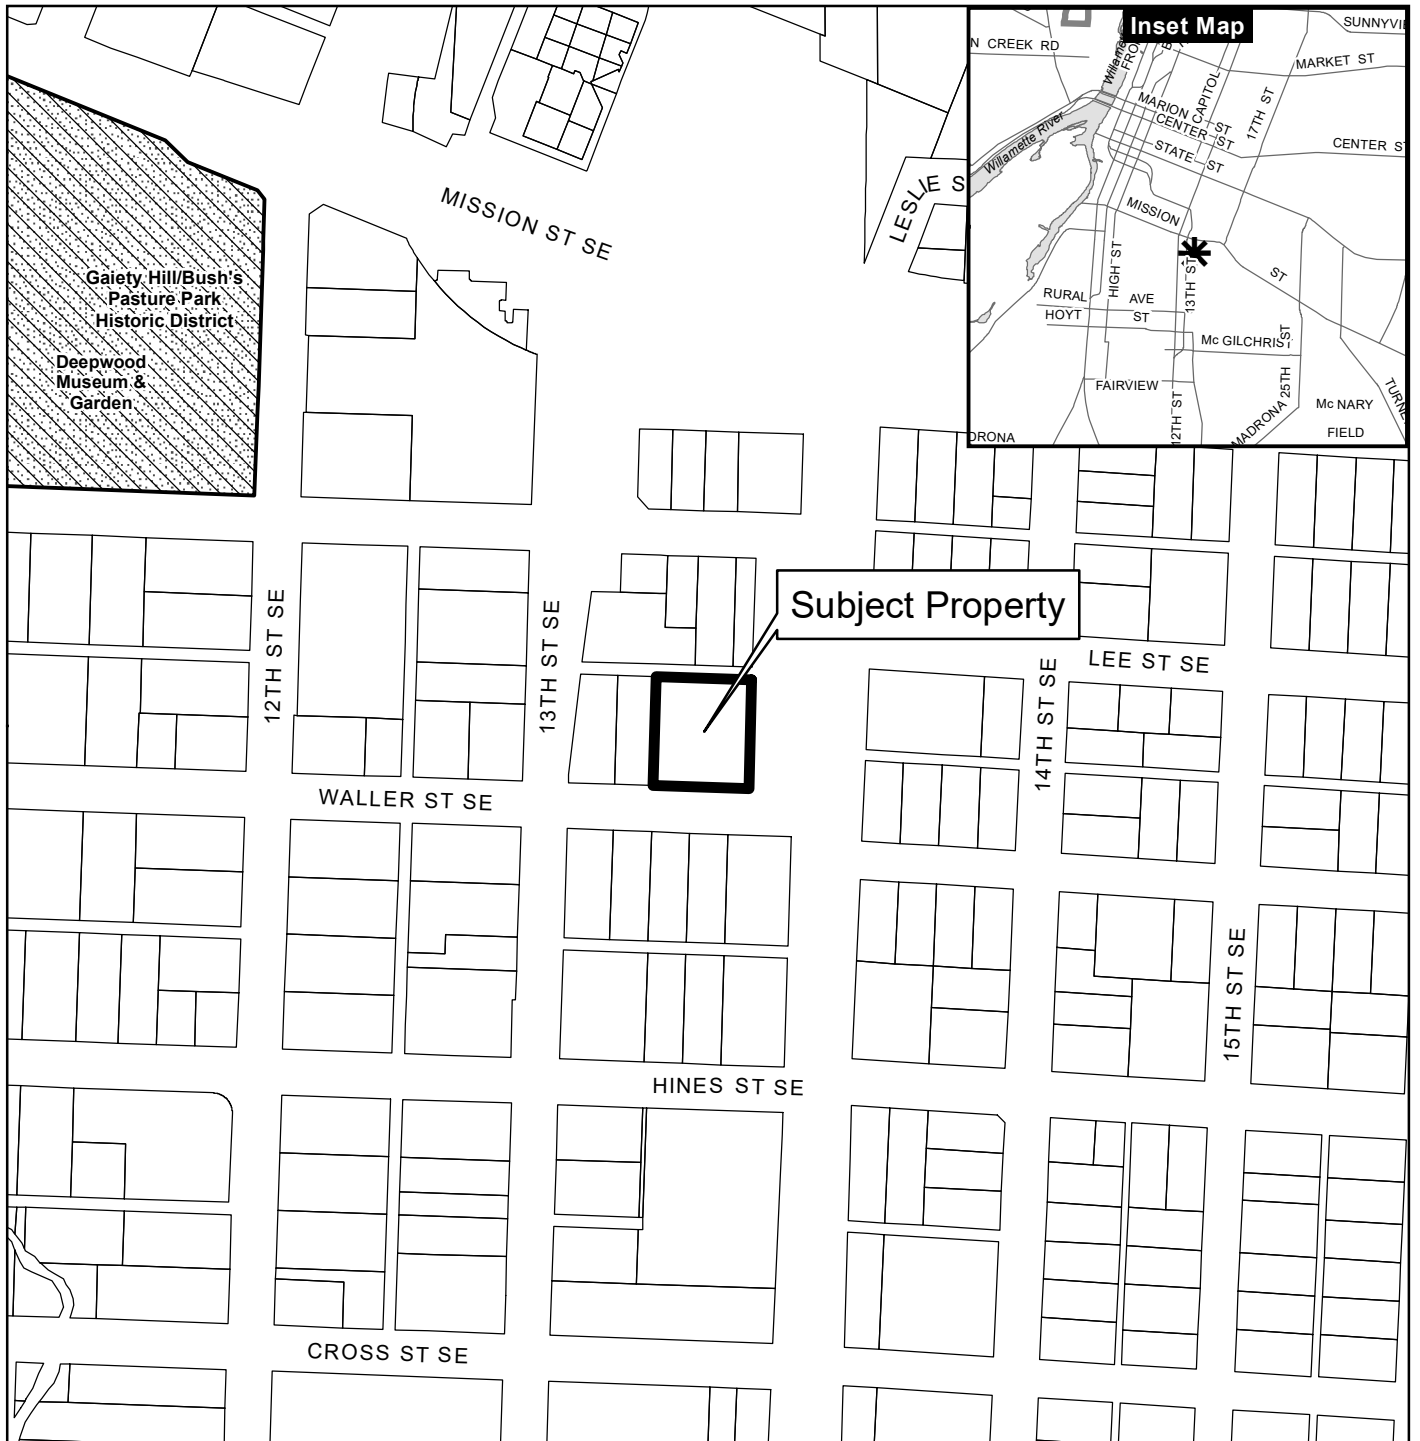 Inset Map
SUNNYVI
N CREEK RD
MARKET ST
Willamette River
FRO
CAPITOL
17TH ST
MARION ST
CENTER ST
CENTER S
STATE ST
MISSION
ST
HIGH ST
13TH ST
RURAL AVE
HOYT ST
Mc GILCHRIST ST
FAIRVIEW
12TH ST
25TH
MADRONA
Mc NARY
FIELD
TURNE
DRONA
MISSION ST SE
LESLIE S
Gaiety Hill/Bush's
Pasture Park
Historic District
Deepwood
Museum &
Garden
Subject Property
12TH ST SE
13TH ST SE
14TH ST SE
LEE ST SE
WALLER ST SE
15TH ST SE
HINES ST SE
CROSS ST SE